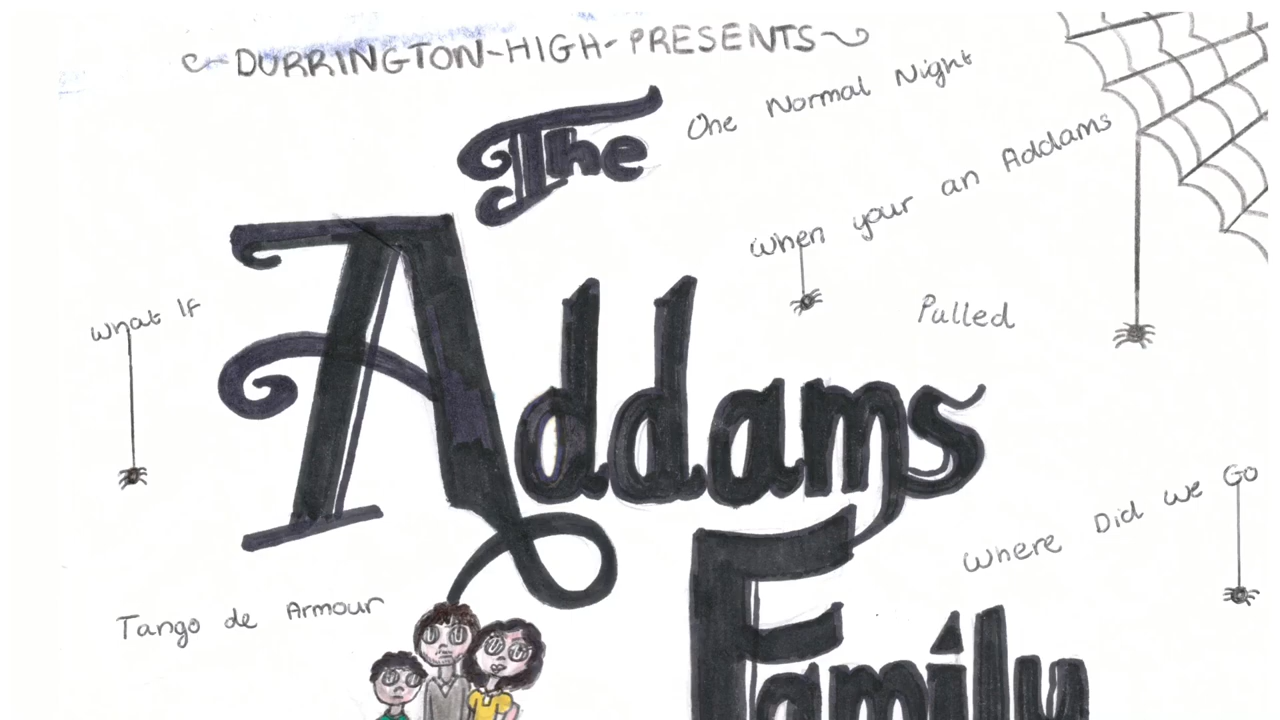 DURRINGTON-HIGH-PRESENTS
The
One Normal Night
Addams
when your an Addams
What If
Pulled
Where Did We Go
Family
Tango de Armour